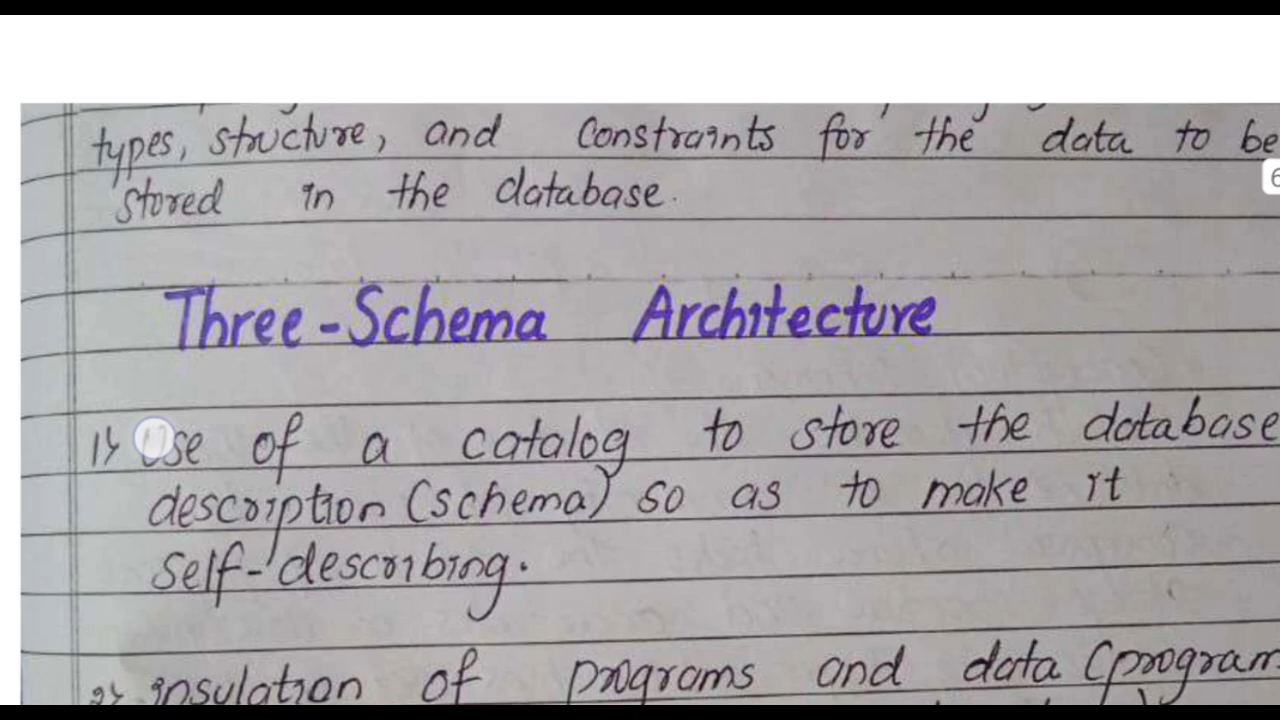 types, structure, and constraints for the data to be
stored in the database.
6
Three-Schema Architecture
1) Use of a catalog to store the database
description (schema) so as to make it
self-describing.
2) insulation of programs and data (program